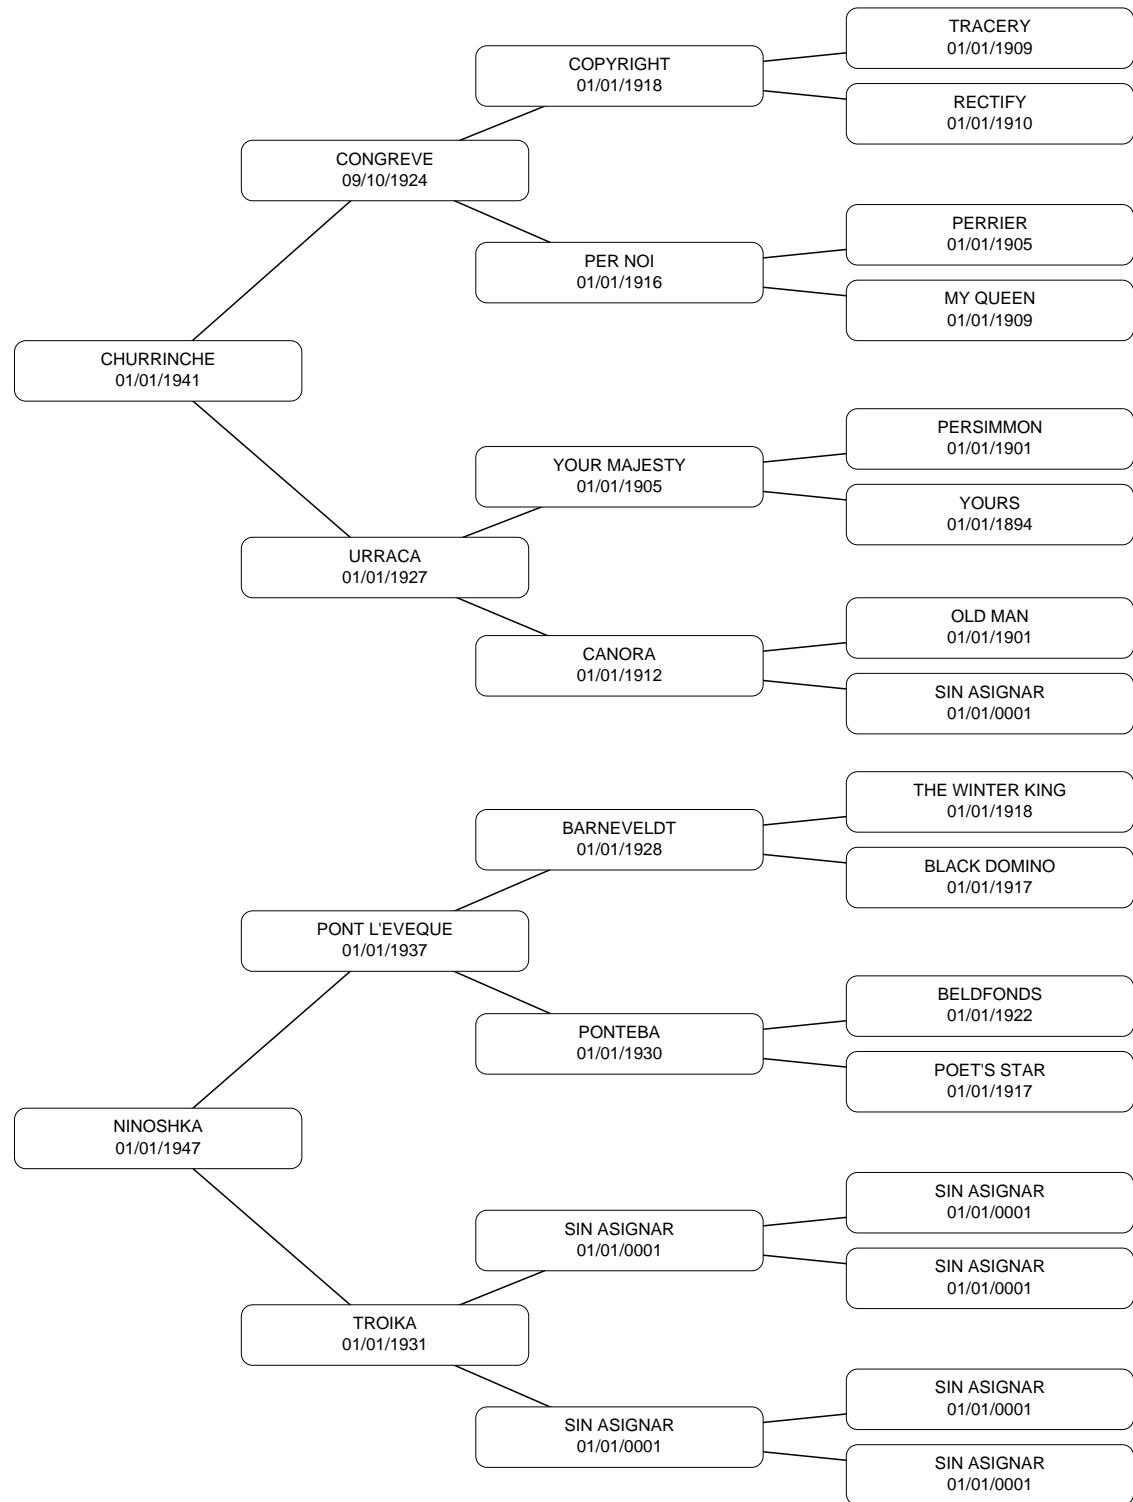 TRACERY
01/01/1909
COPYRIGHT
01/01/1918
RECTIFY
01/01/1910
CONGREVE
09/10/1924
PERRIER
01/01/1905
PER NOI
01/01/1916
MY QUEEN
01/01/1909
CHURRINCHE
01/01/1941
PERSIMMON
01/01/1901
YOUR MAJESTY
01/01/1905
YOURS
01/01/1894
URRACA
01/01/1927
OLD MAN
01/01/1901
CANORA
01/01/1912
SIN ASIGNAR
01/01/0001
THE WINTER KING
01/01/1918
BARNEVELDT
01/01/1928
BLACK DOMINO
01/01/1917
PONT L'EVEQUE
01/01/1937
BELDFONDS
01/01/1922
PONTEBA
01/01/1930
POET'S STAR
01/01/1917
NINOSHKA
01/01/1947
SIN ASIGNAR
01/01/0001
SIN ASIGNAR
01/01/0001
SIN ASIGNAR
01/01/0001
TROIKA
01/01/1931
SIN ASIGNAR
01/01/0001
SIN ASIGNAR
01/01/0001
SIN ASIGNAR
01/01/0001